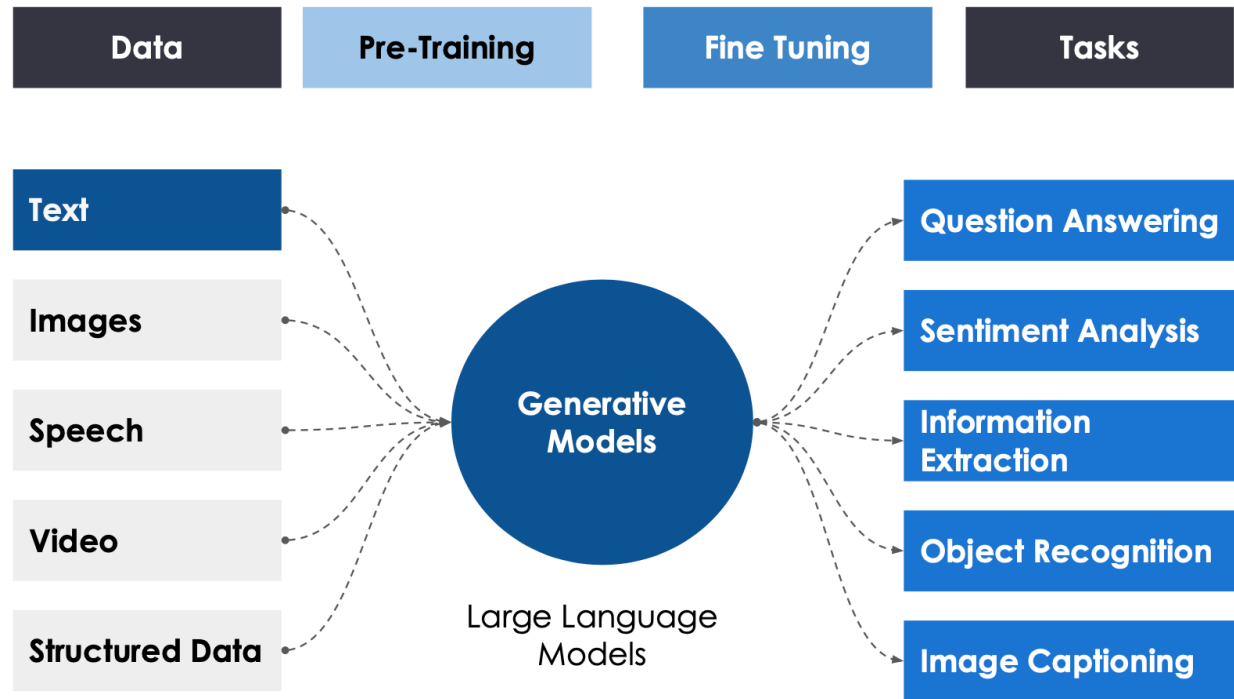 Data
Pre-Training
Fine Tuning
Tasks
Text
Images
Speech
Video
Structured Data
Generative
Models
Large Language
Models
Question Answering
Sentiment Analysis
Information
Extraction
Object Recognition
Image Captioning